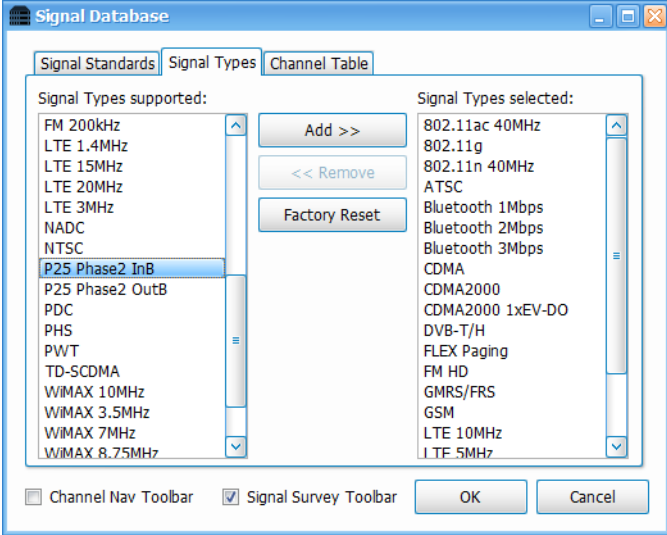 Signal Database
Signal Standards Signal Types Channel Table
Signal Types supported:
FM 200kHz
LTE 1.4MHz
LTE 15MHz
LTE 20MHz
LTE 3MHz
NADC
NTSC
P25 Phase2 InB
P25 Phase2 OutB
PDC
PHS
PWT
TD-SCDMA
WiMAX 10MHz
WiMAX 3.5MHz
WiMAX 7MHz
WiMAX 8.75MHz
Add >>
<< Remove
Factory Reset
Signal Types selected:
802.11ac 40MHz
802.11g
802.11n 40MHz
ATSC
Bluetooth 1Mbps
Bluetooth 2Mbps
Bluetooth 3Mbps
CDMA
CDMA2000
CDMA2000 1xEV-DO
DVB-T/H
FLEX Paging
FM HD
GMRS/FRS
GSM
LTE 10MHz
LTE 5MHz
Channel Nav Toolbar Signal Survey Toolbar OK Cancel